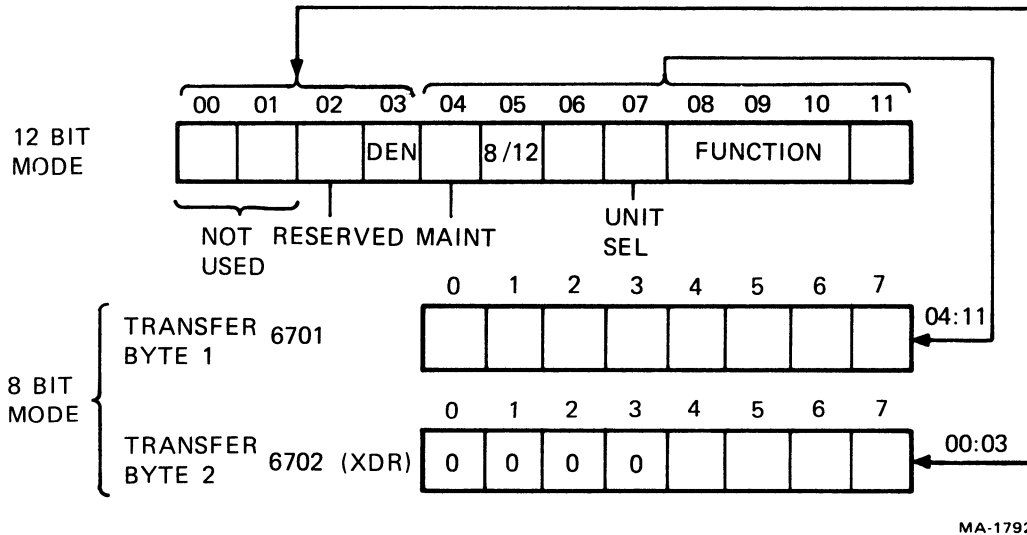 00 01 02 03 04 05 06 07 08 09 10 11
12 BIT
MODE
DEN 8/12 FUNCTION
NOT RESERVED MAINT
USED
UNIT
SEL
0 1 2 3 4 5 6 7
TRANSFER 6701
BYTE 1
04:11
8 BIT
MODE
0 1 2 3 4 5 6 7
TRANSFER
BYTE 2
6702 (XDR) 0 0 0 0
00:03
MA-1792